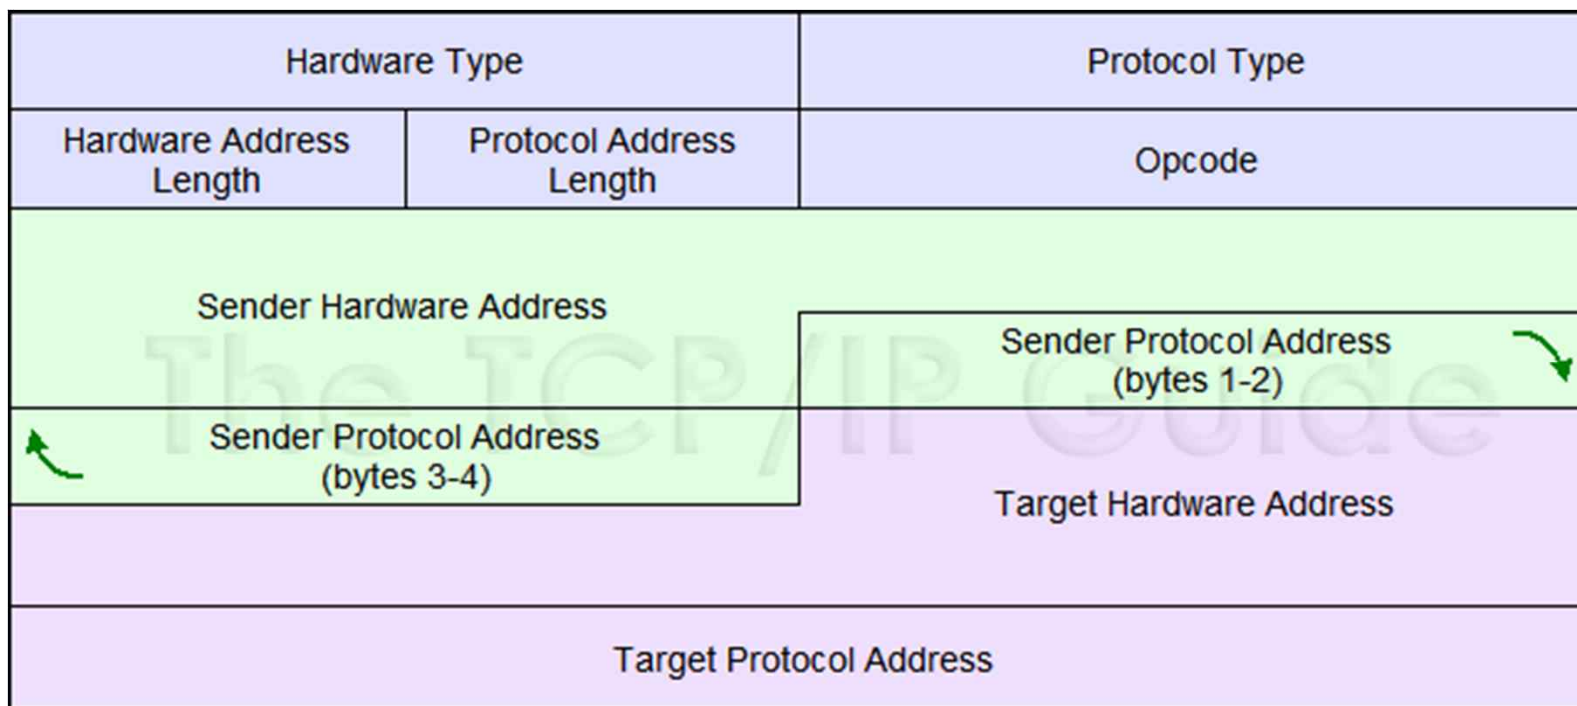 Hardware Type
Protocol Type
Hardware Address
Length
Protocol Address
Length
Opcode
Sender Hardware Address
Sender Protocol Address
(bytes 1-2)
The TCP/IP Guide
Sender Protocol Address
(bytes 3-4)
Target Hardware Address
Target Protocol Address